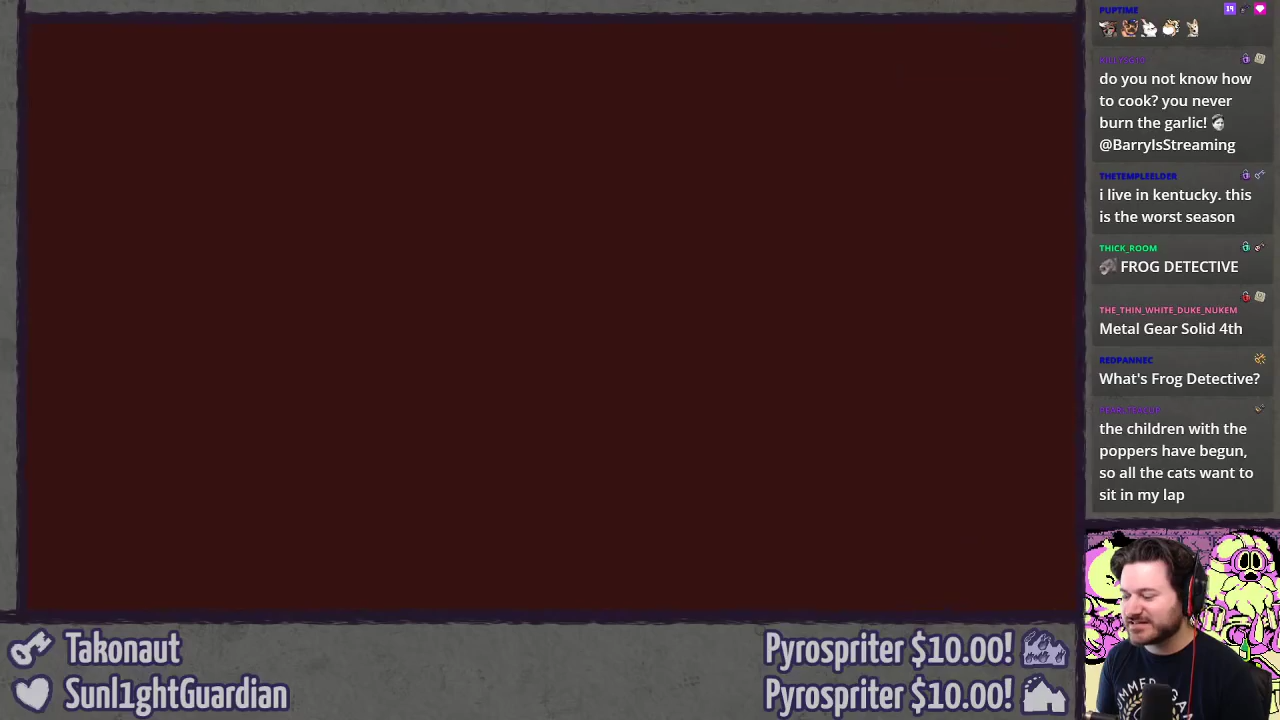 PUPTIME
19
do you not know how
to cook? you never
burn the garlic!
@BarryIsStreaming
THETEMPLEELDER
i live in kentucky. this
is the worst season
THICK_ROOM
FROG DETECTIVE
THE_THIN_WHITE_DUKE_NUKEM
Metal Gear Solid 4th
REDPANNEC
What's Frog Detective?
the children with the
poppers have begun,
so all the cats want to
sit in my lap
Takonaut
Sunl1ghtGuardian
Pyrospriter $10.00!
Pyrospriter $10.00!